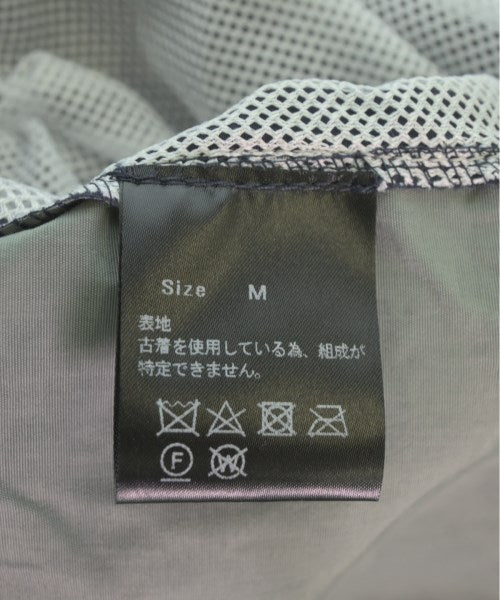 Size M
表地
古着を使用している為、組成が
特定できません。
F
W